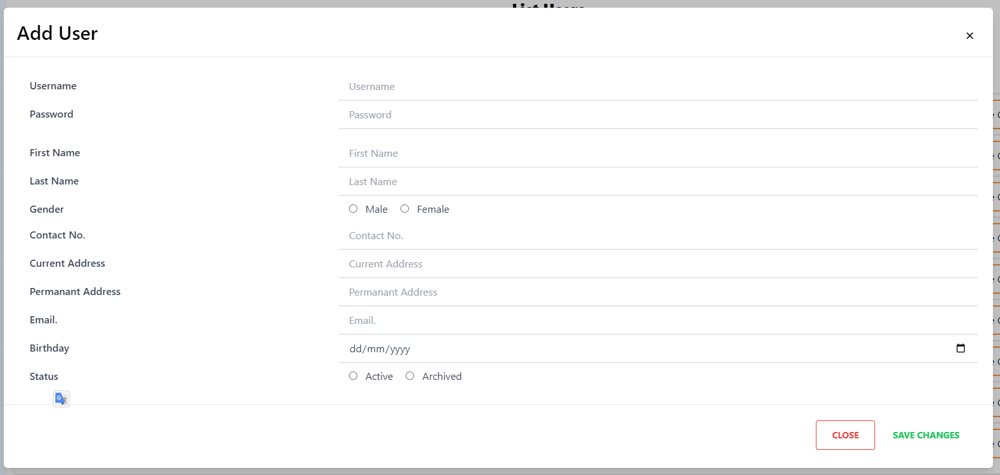 List Users
Add User
×
Username Username
Password Password
First Name First Name
Last Name Last Name
Gender Male Female
Contact No. Contact No.
Current Address Current Address
Permanant Address Permanant Address
Email. Email.
Birthday dd/mm/yyyy
Status Active Archived
G
CLOSE SAVE CHANGES